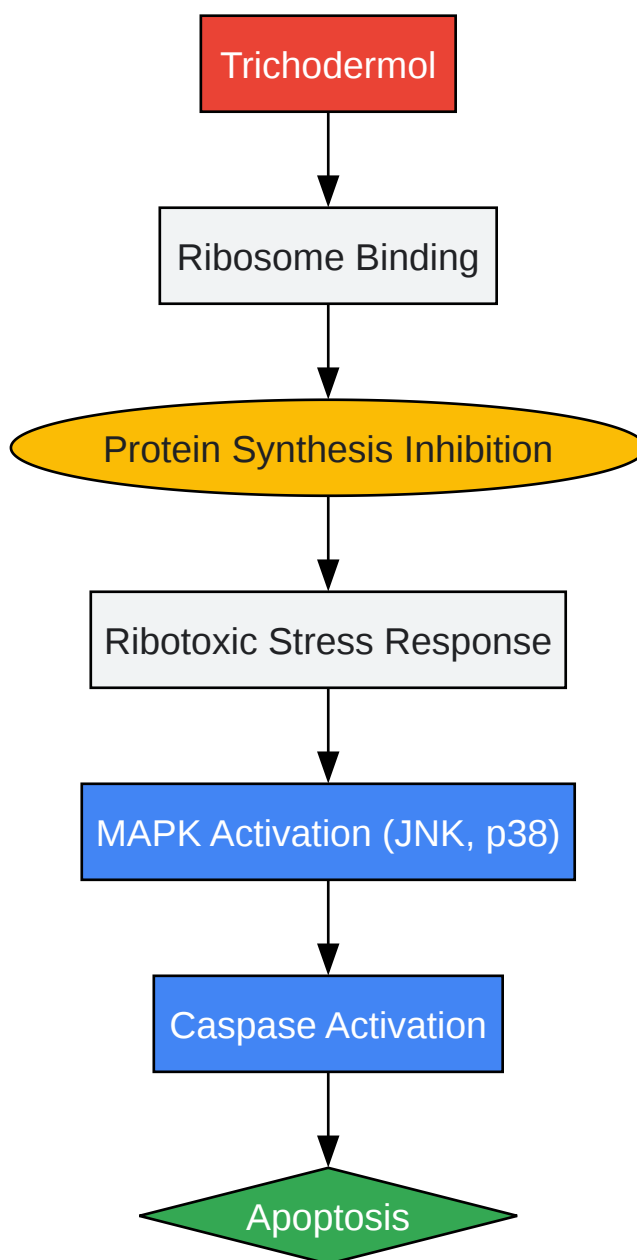 Trichodermol
Ribosome Binding
Protein Synthesis Inhibition
Ribotoxic Stress Response
MAPK Activation (JNK, p38)
Caspase Activation
Apoptosis